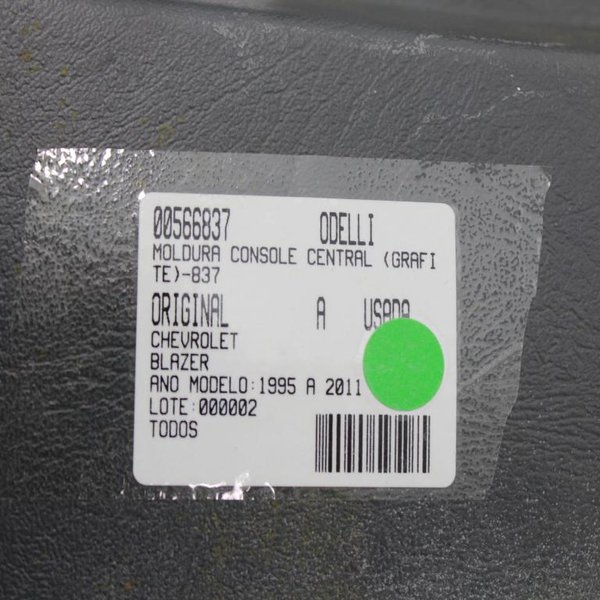 00566837 ODELLI
MOLDURA CONSOLE CENTRAL (GRAFI
TE)-837
ORIGINAL A USADA
CHEVROLET
BLAZER
ANO MODELO:1995 A 2011
LOTE:000002
TODOS